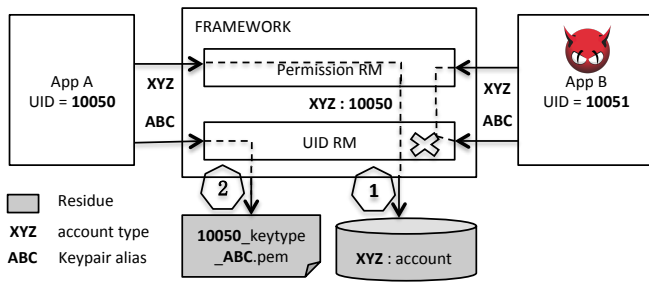 FRAMEWORK
App A
UID = 10050
XYZ
ABC
Permission RM
XYZ : 10050
UID RM
App B
UID = 10051
XYZ
ABC
2
1
Residue
XYZ account type
ABC Keypair alias
10050_keytype
_ABC.pem
XYZ : account